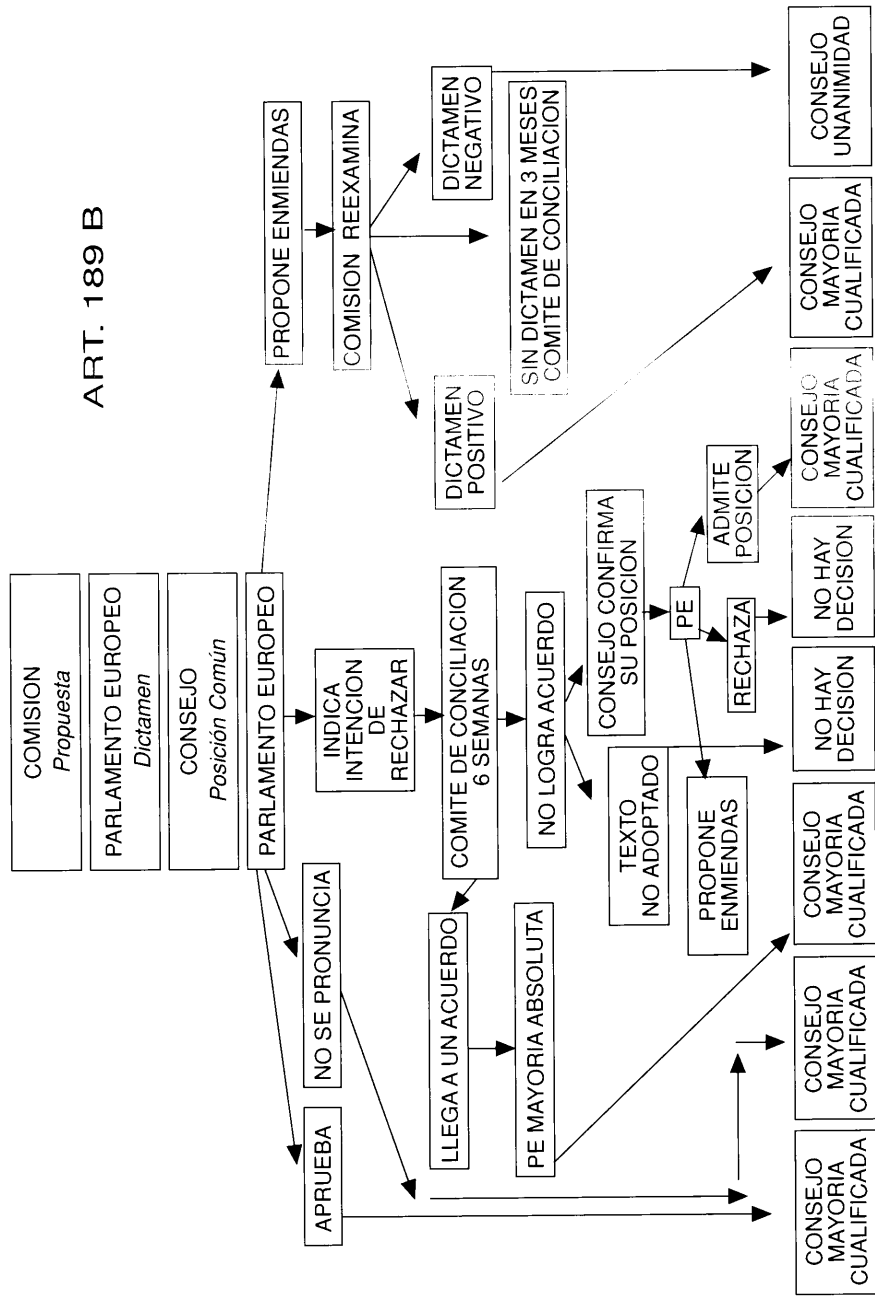 ART. 189 B
COMISION
Propuesta
PARLAMENTO EUROPEO
Dictamen
CONSEJO
Posición Común
PARLAMENTO EUROPEO
APRUEBA
NO SE PRONUNCIA
INDICA
INTENCION
DE
RECHAZAR
PROPONE ENMIENDAS
COMISION REEXAMINA
LLEGA A UN ACUERDO
COMITE DE CONCILIACION
6 SEMANAS
DICTAMEN
POSITIVO
DICTAMEN
NEGATIVO
PE MAYORIA ABSOLUTA
NO LOGRA ACUERDO
SIN DICTAMEN EN 3 MESES
COMITE DE CONCILIACION
TEXTO
NO ADOPTADO
CONSEJO CONFIRMA
SU POSICION
PE
PROPONE
ENMIENDAS
RECHAZA
ADMITE
POSICION
CONSEJO
MAYORIA
CUALIFICADA
CONSEJO
MAYORIA
CUALIFICADA
CONSEJO
MAYORIA
CUALIFICADA
NO HAY
DECISION
NO HAY
DECISION
CONSEJO
MAYORIA
CUALIFICADA
CONSEJO
MAYORIA
CUALIFICADA
CONSEJO
UNANIMIDAD